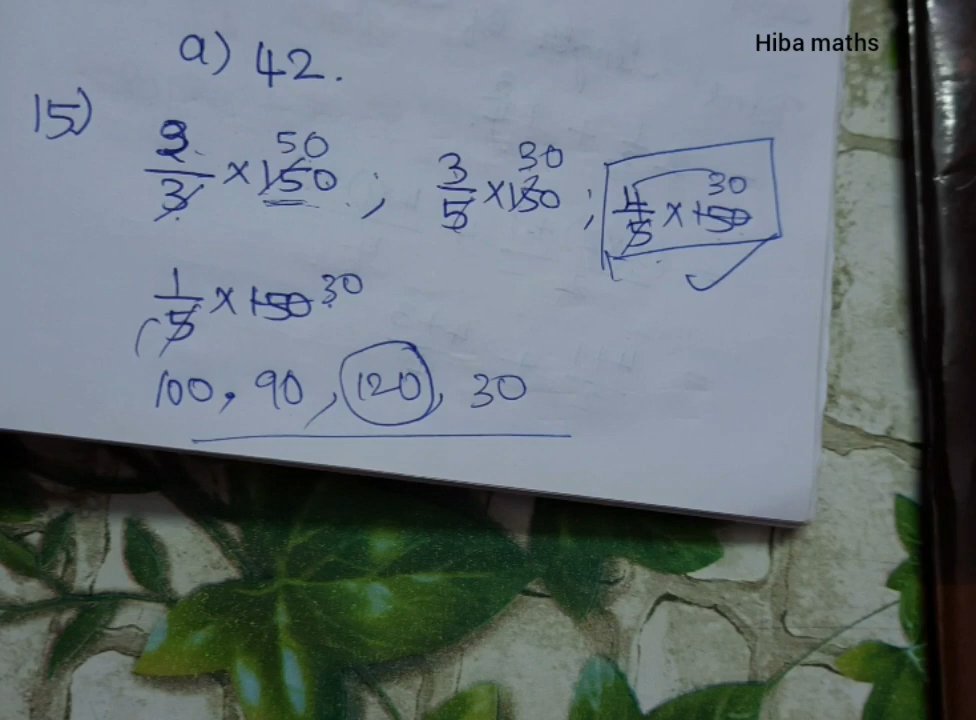 Hiba maths
a) 42.
15)
2/3 × 150 50 ; 3/5 × 150 30 ; 4/5 × 150 30
1/5 × 150 30
100, 90, 120, 30